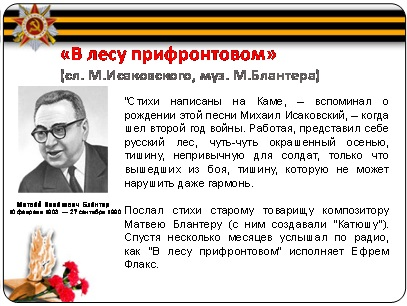 «В лесу прифронтовом»
(сл. М.Исаковского, муз. М.Блантера)
"Стихи написаны на Каме, – вспоминал о
рождении этой песни Михаил Исаковский, – когда
шел второй год войны. Работая, представил себе
русский лес, чуть-чуть окрашенный осенью,
тишину, непривычную для солдат, только что
вышедших из боя, тишину, которую не может
нарушить даже гармонь.
Матвей Исаакович Блантер
10 февраля 1903 — 27 сентября 1990
Послал стихи старому товарищу композитору
Матвею Блантеру (с ним создавали "Катюшу").
Спустя несколько месяцев услышал по радио,
как "В лесу прифронтовом" исполняет Ефрем
Флакс.